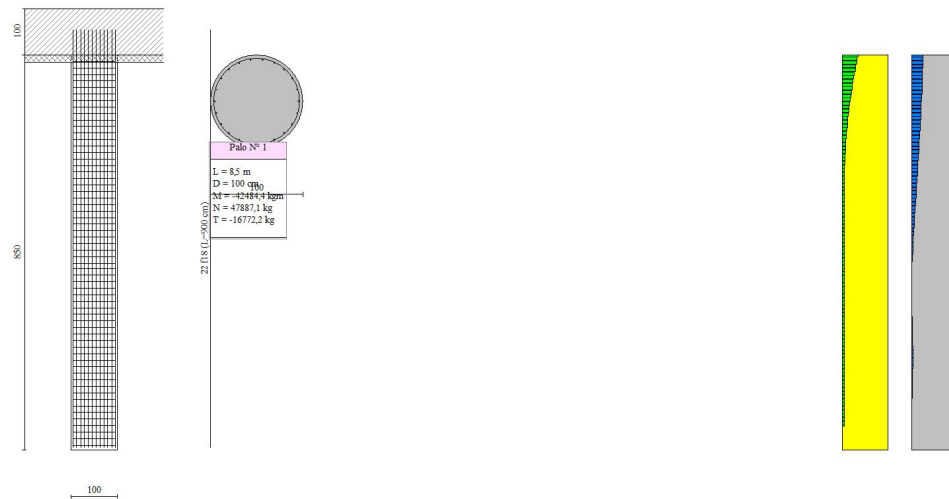 100
850
100
22 f18 (L=900 cm)
Palo N° 1
L = 8,5 m
D = 100 cm
100
M = -42484,4 kgm
N = 47887,1 kg
T = -16772,2 kg